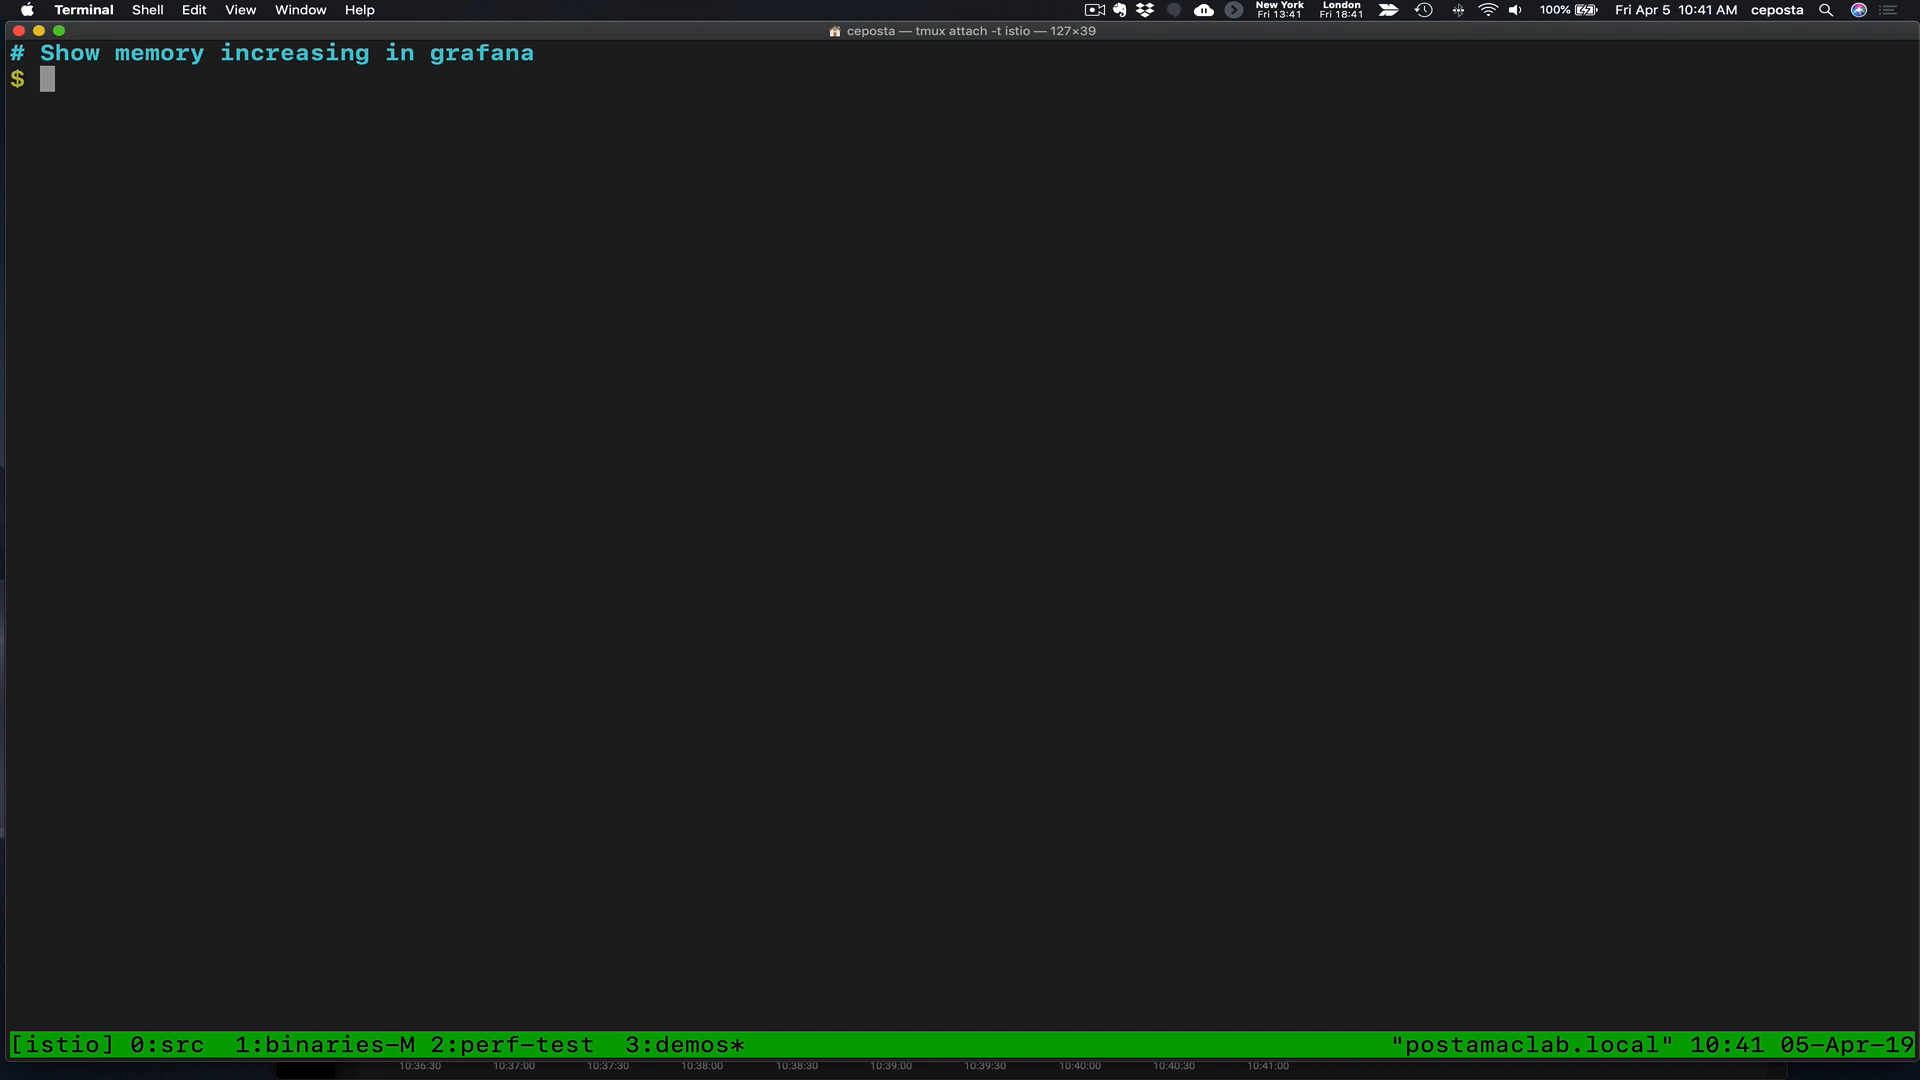 Terminal Shell Edit View Window Help New York Fri 13:41 London Fri 18:41 100% Fri Apr 5 10:41 AM ceposta
ceposta — tmux attach -t istio — 127×39
# Show memory increasing in grafana
$
[istio] 0:src 1:binaries-M 2:perf-test 3:demos* "postamaclab.local" 10:41 05-Apr-19
10:36:30 10:37:00 10:37:30 10:38:00 10:38:30 10:39:00 10:39:30 10:40:00 10:40:30 10:41:00